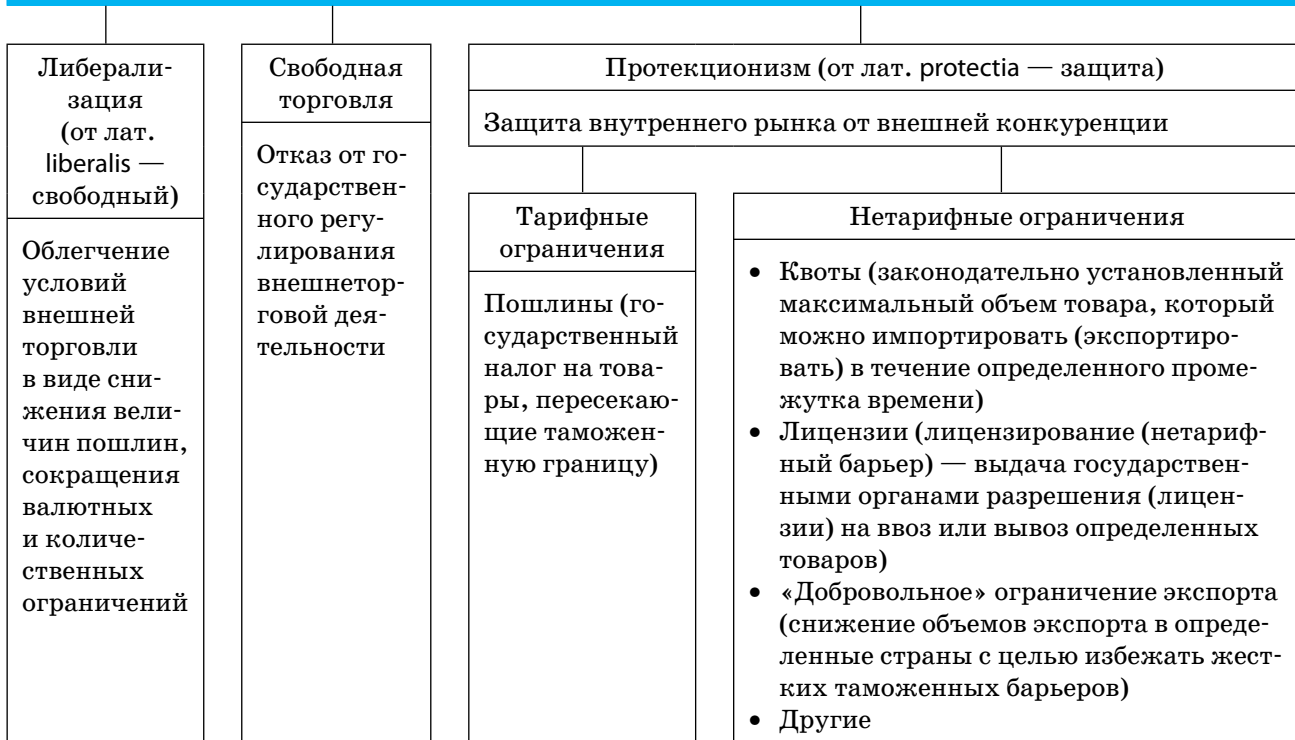 Либерали-
зация
(от лат.
liberalis —
свободный)
Облегчение
условий
внешней
торговли
в виде сни-
жения вели-
чин пошлин,
сокращения
валютных
и количе-
ственных
ограничений
Свободная
торговля
Отказ от го-
сударствен-
ного регу-
лирования
внешнетор-
говой дея-
тельности
Протекционизм (от лат. protectia — защита)
Защита внутреннего рынка от внешней конкуренции
Тарифные
ограничения
Пошлины (го-
сударственный
налог на това-
ры, пересекаю-
щие таможен-
ную границу)
Нетарифные ограничения
• Квоты (законодательно установленный
максимальный объем товара, который
можно импортировать (экспортиро-
вать) в течение определенного проме-
жутка времени)
• Лицензии (лицензирование (нетариф-
ный барьер) — выдача государствен-
ными органами разрешения (лицен-
зии) на ввоз или вывоз определенных
товаров)
• «Добровольное» ограничение экспорта
(снижение объемов экспорта в опреде-
ленные страны с целью избежать жест-
ких таможенных барьеров)
• Другие